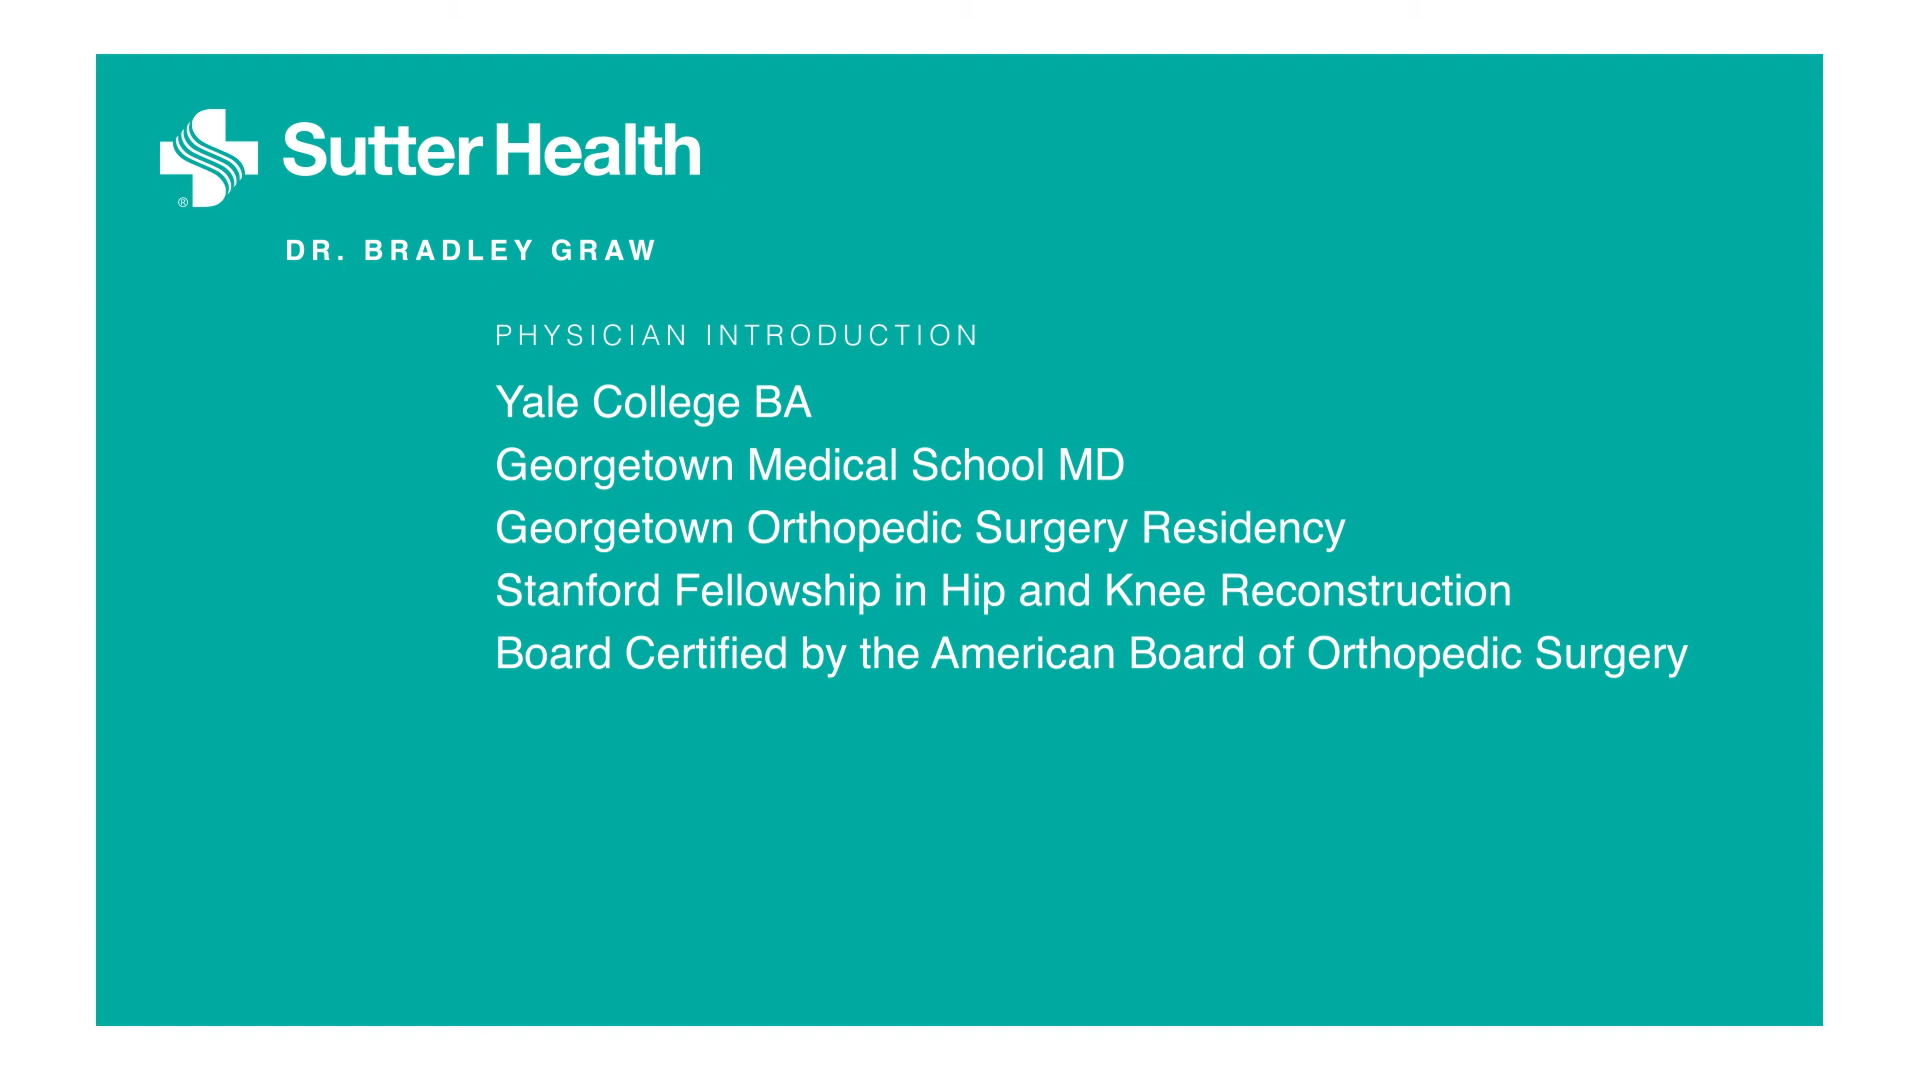 Sutter Health
®
DR. BRADLEY GRAW
PHYSICIAN INTRODUCTION
Yale College BA
Georgetown Medical School MD
Georgetown Orthopedic Surgery Residency
Stanford Fellowship in Hip and Knee Reconstruction
Board Certified by the American Board of Orthopedic Surgery